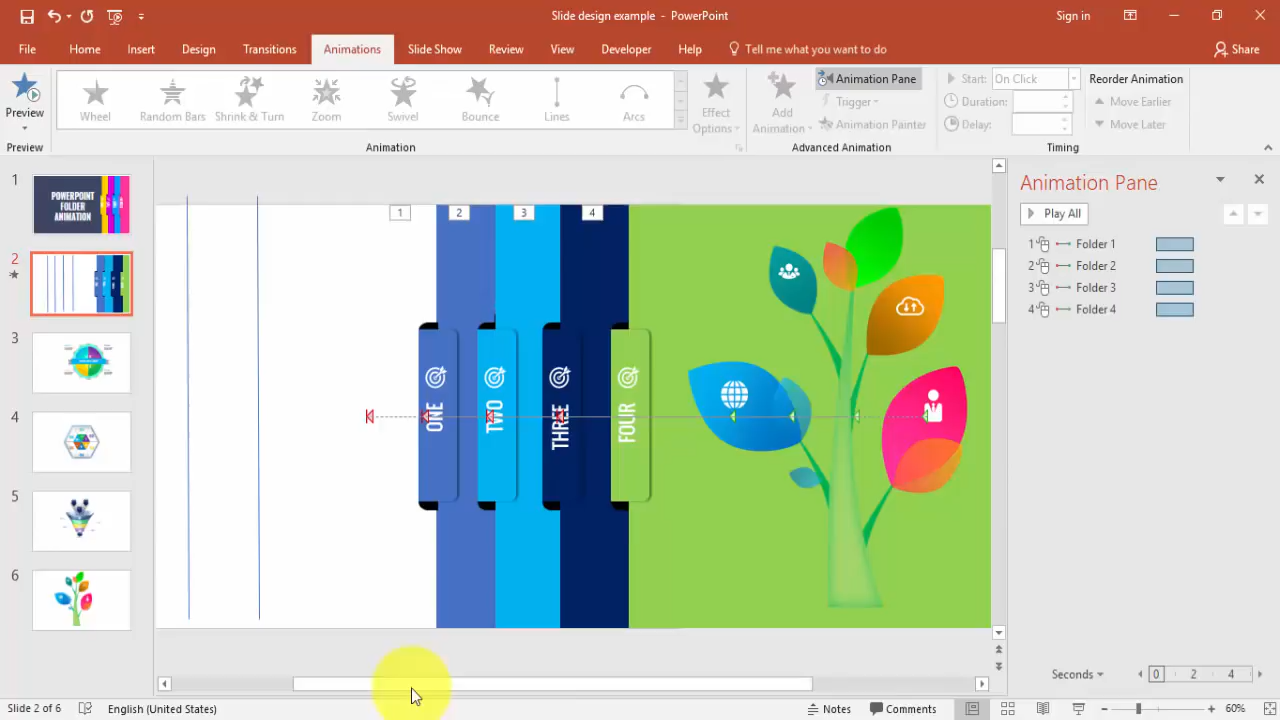 Slide design example - PowerPoint
Sign in
File Home Insert Design Transitions Animations Slide Show Review View Developer Help Tell me what you want to do Share
Preview
Wheel Random Bars Shrink & Turn Zoom Swivel Bounce Lines Arcs
Effect Options
Add Animation
Animation Pane
Trigger
Animation Painter
Start: On Click
Duration:
Delay:
Reorder Animation
Move Earlier
Move Later
Preview Animation Advanced Animation Timing
1
POWERPOINT
FOLDER
ANIMATION
2
3
4
5
6
1 2 3 4
ONE
TWO
THREE
FOUR
Animation Pane
Play All
1 Folder 1
2 Folder 2
3 Folder 3
4 Folder 4
Seconds 0 2 4
Slide 2 of 6 English (United States) Notes Comments 60%